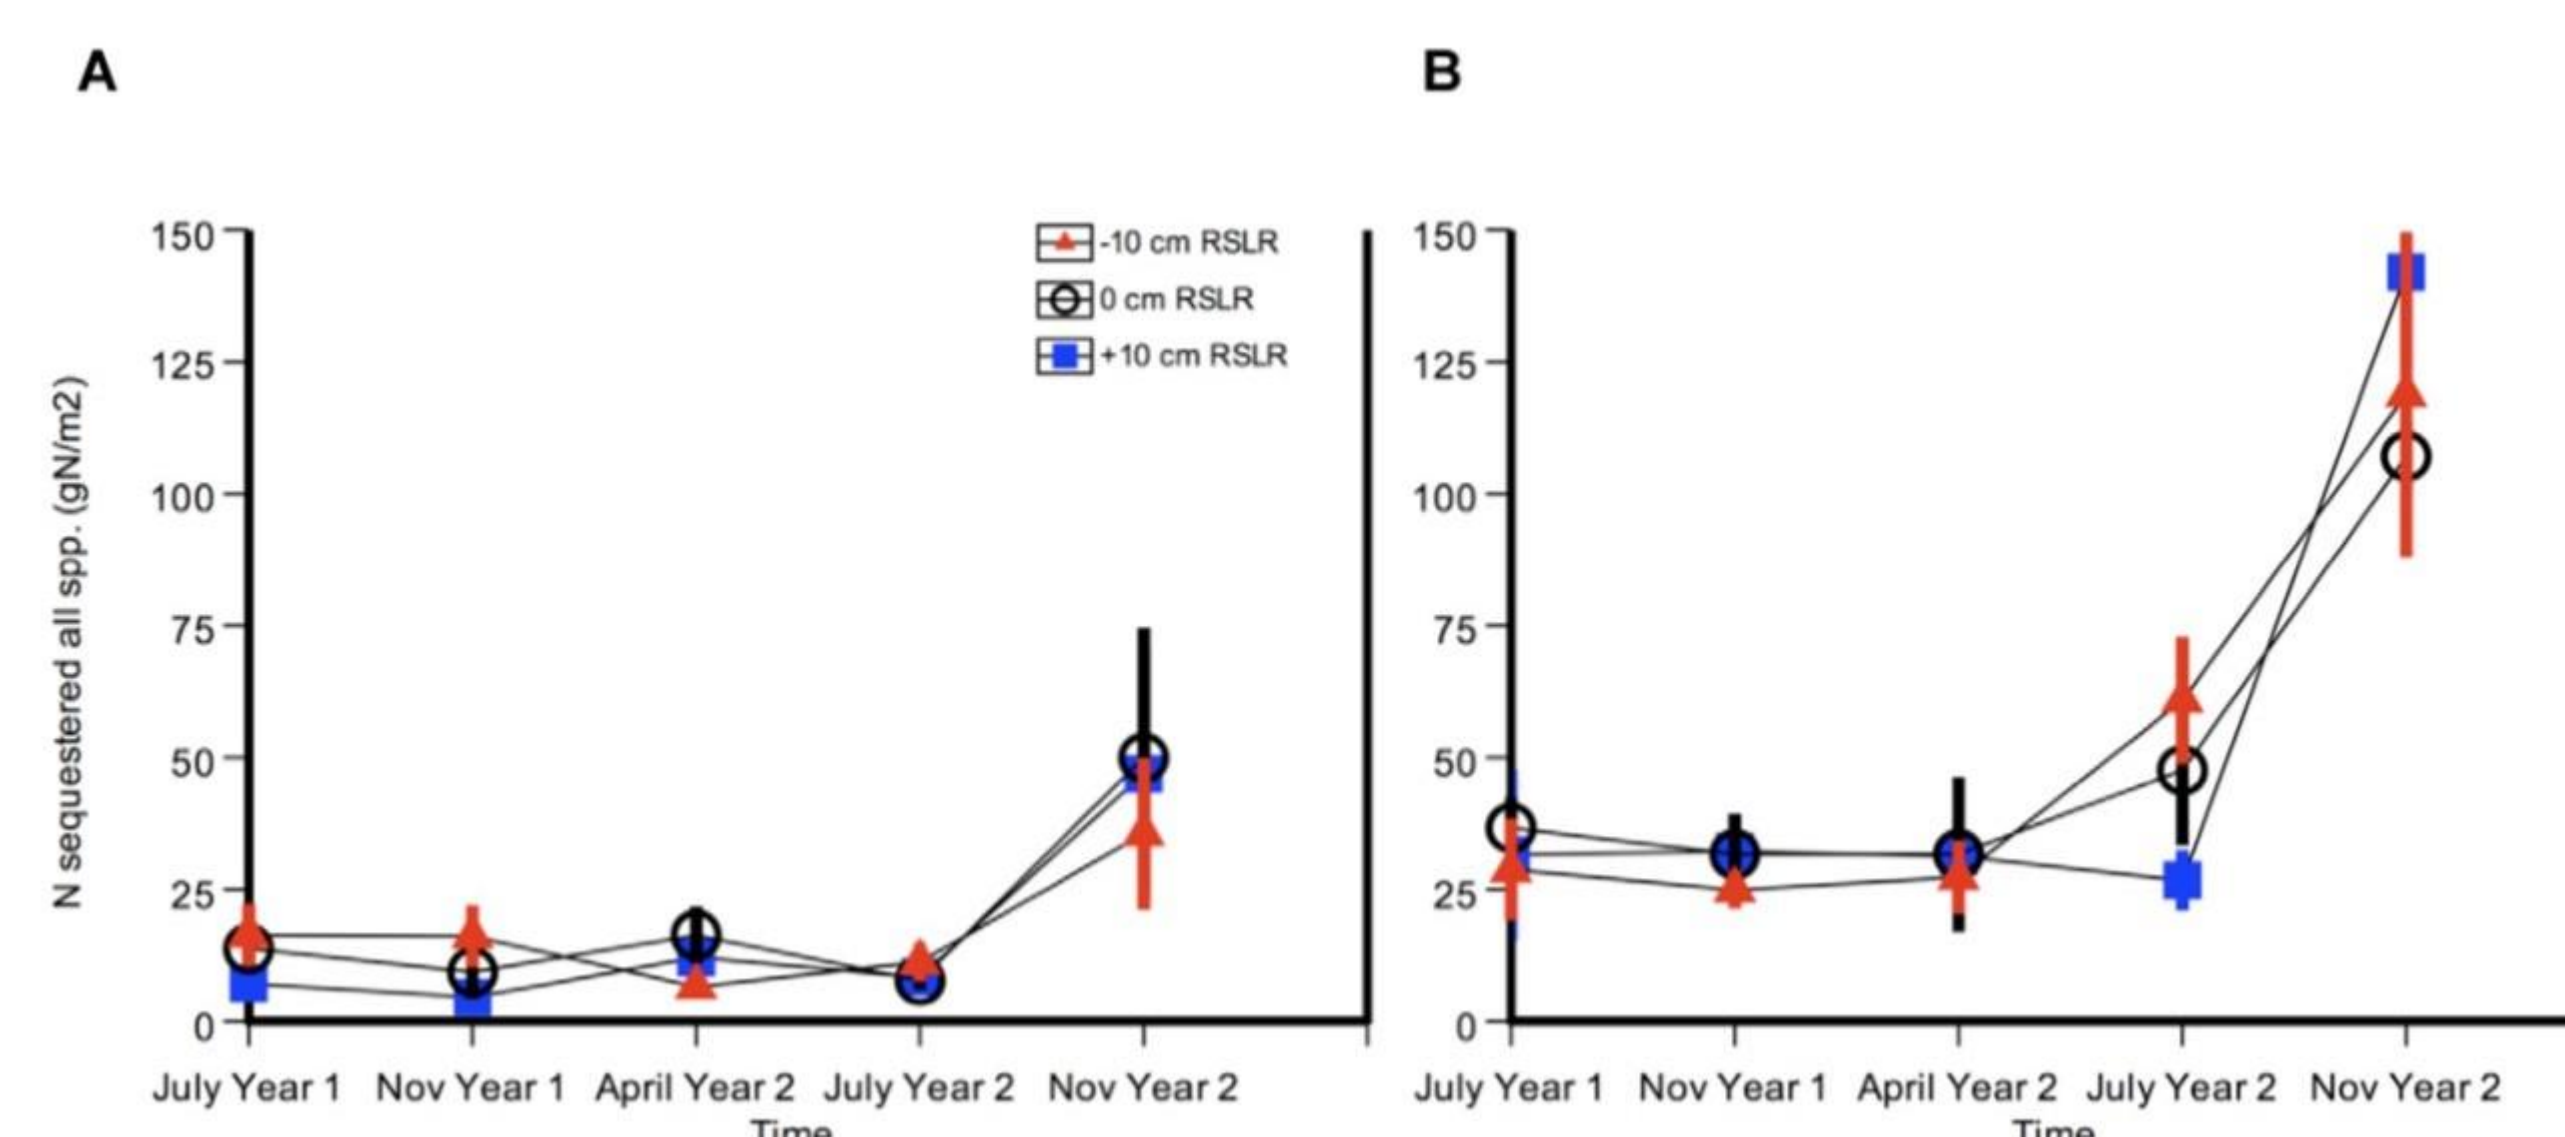 A
B
N sequestered all spp. (gN/m2)
150
125
100
75
50
25
0
-10 cm RSLR
0 cm RSLR
+10 cm RSLR
July Year 1
Nov Year 1
April Year 2
July Year 2
Nov Year 2
Time
150
125
100
75
50
25
0
July Year 1
Nov Year 1
April Year 2
July Year 2
Nov Year 2
Time